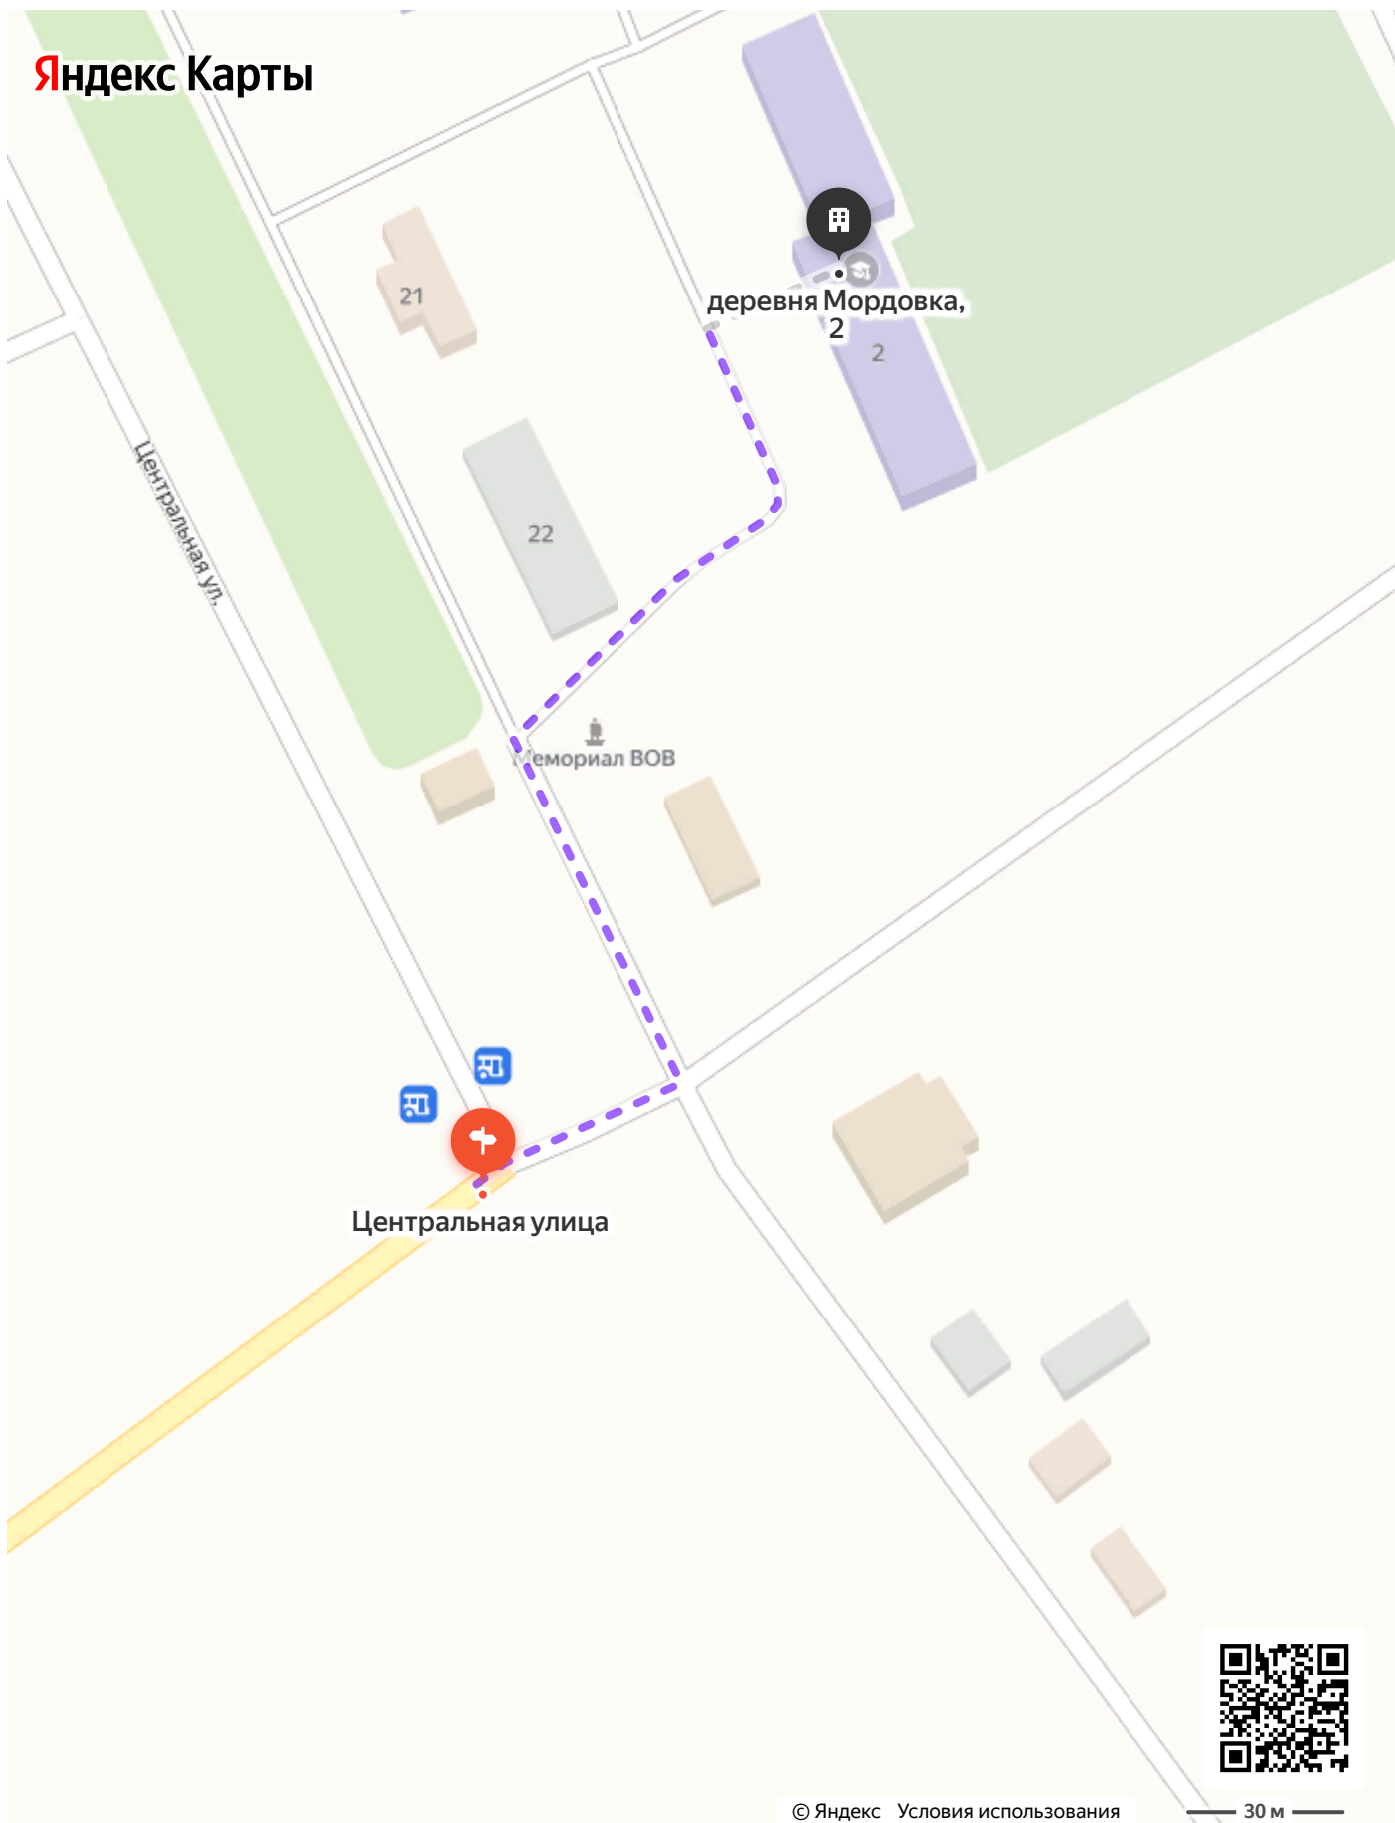 Яндекс Карты
21
деревня Мордовка,
2
2
Центральная ул.
22
Мемориал ВОВ
Центральная улица
© Яндекс Условия использования
30 м